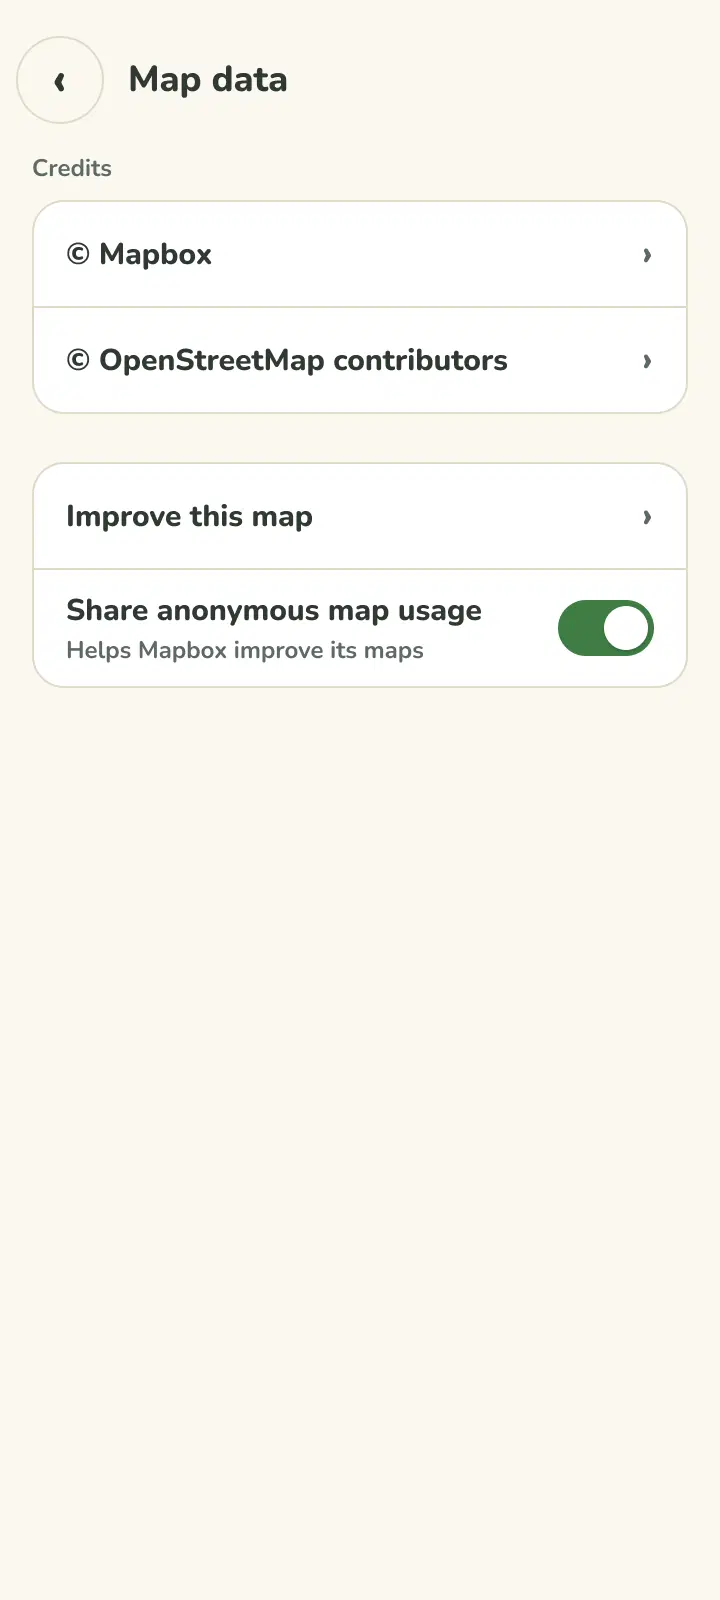 ‹ Map data
Credits
© Mapbox ›
© OpenStreetMap contributors ›
Improve this map ›
Share anonymous map usage
Helps Mapbox improve its maps